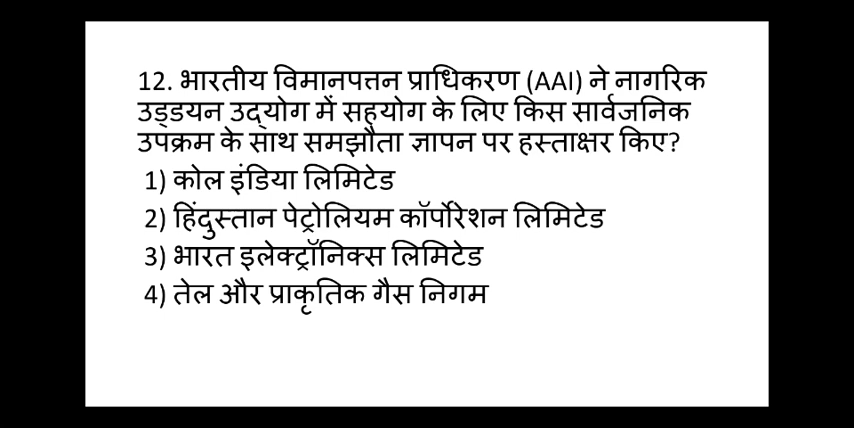 12. भारतीय विमानपत्तन प्राधिकरण (AAI) ने नागरिक
उड्डयन उद्योग में सहयोग के लिए किस सार्वजनिक
उपक्रम के साथ समझौता ज्ञापन पर हस्ताक्षर किए?
1) कोल इंडिया लिमिटेड
2) हिंदुस्तान पेट्रोलियम कॉर्पोरेशन लिमिटेड
3) भारत इलेक्ट्रॉनिक्स लिमिटेड
4) तेल और प्राकृतिक गैस निगम